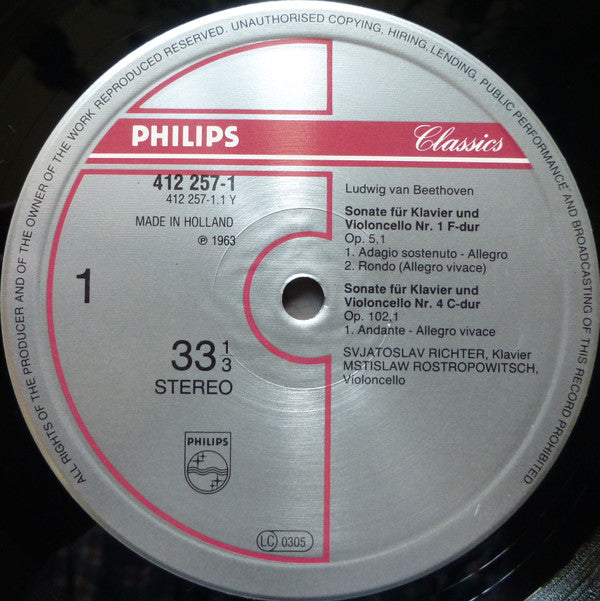 ALL RIGHTS OF THE PRODUCER AND OF THE OWNER OF THE WORK REPRODUCED RESERVED. UNAUTHORISED COPYING, HIRING, LENDING, PUBLIC PERFORMANCE AND BROADCASTING OF THIS RECORD PROHIBITED.
PHILIPS Classics
412 257-1
412 257-1.1 Y
MADE IN HOLLAND
℗ 1963
1
33 1/3
STEREO
PHILIPS
LC 0305
Ludwig van Beethoven
Sonate für Klavier und
Violoncello Nr. 1 F-dur
Op. 5,1
1. Adagio sostenuto - Allegro
2. Rondo (Allegro vivace)
Sonate für Klavier und
Violoncello Nr. 4 C-dur
Op. 102,1
1. Andante - Allegro vivace
SVJATOSLAV RICHTER, Klavier
MSTISLAW ROSTROPOWITSCH,
Violoncello